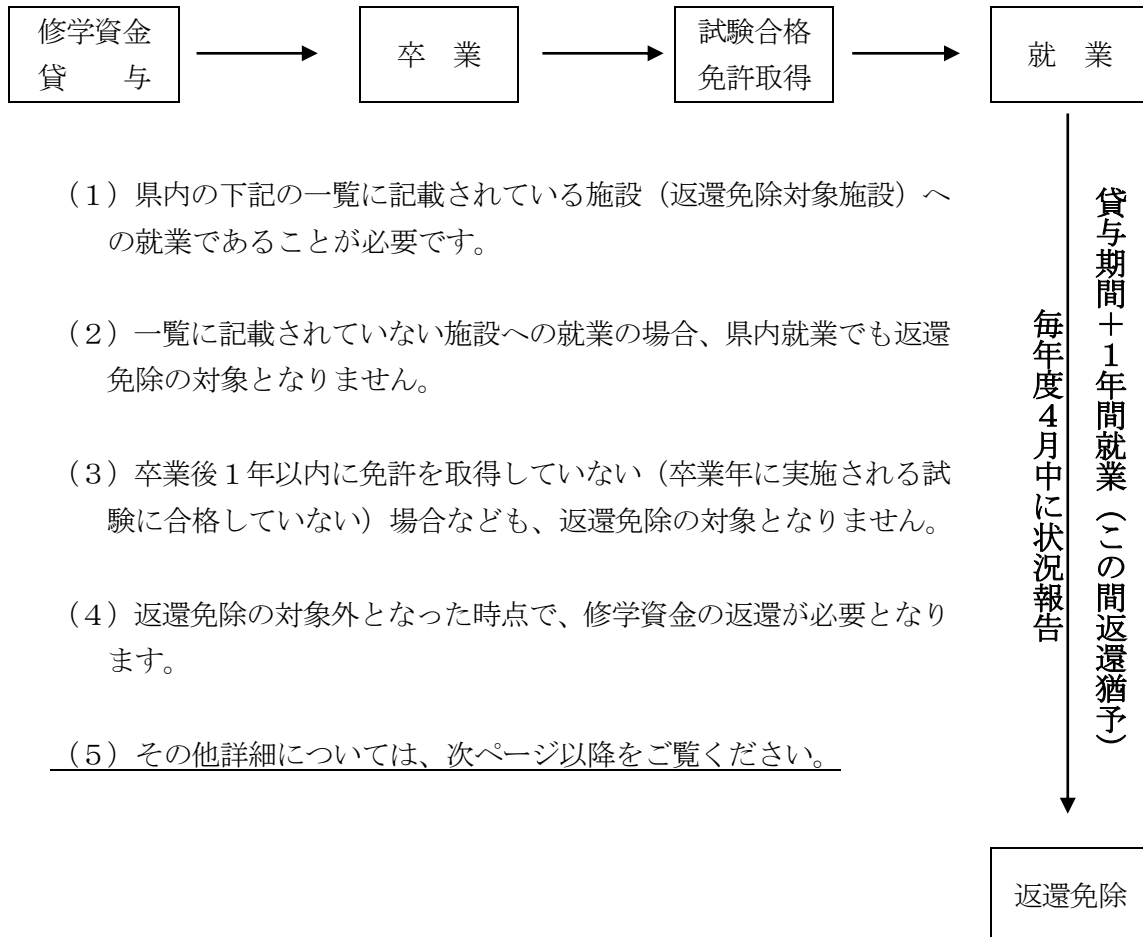 修学資金
貸　与
卒　業
試験合格
免許取得
就　業
（１）県内の下記の一覧に記載されている施設（返還免除対象施設）へ
の就業であることが必要です。
（２）一覧に記載されていない施設への就業の場合、県内就業でも返還
免除の対象となりません。
（３）卒業後１年以内に免許を取得していない（卒業年に実施される試
験に合格していない）場合なども、返還免除の対象となりません。
（４）返還免除の対象外となった時点で、修学資金の返還が必要となり
ます。
（５）その他詳細については、次ページ以降をご覧ください。
貸与期間＋１年間就業（この間返還猶予）
毎年度４月中に状況報告
返還免除